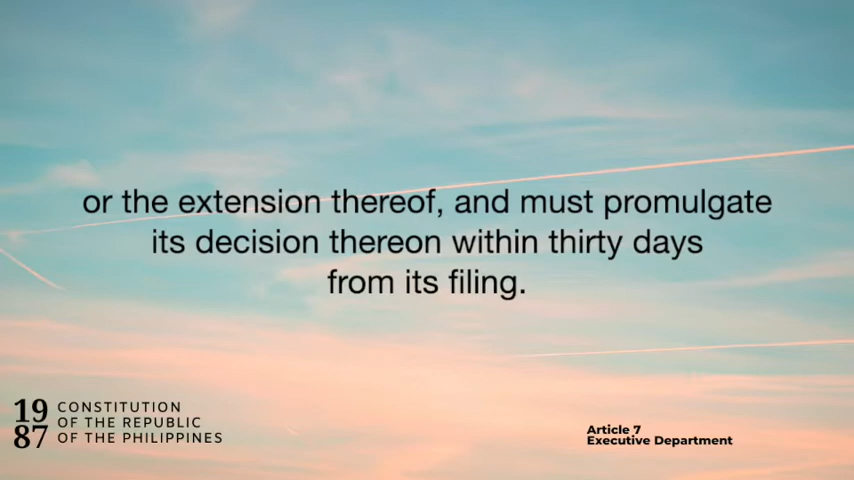 or the extension thereof, and must promulgate
its decision thereon within thirty days
from its filing.
19
87
CONSTITUTION
OF THE REPUBLIC
OF THE PHILIPPINES
Article 7
Executive Department